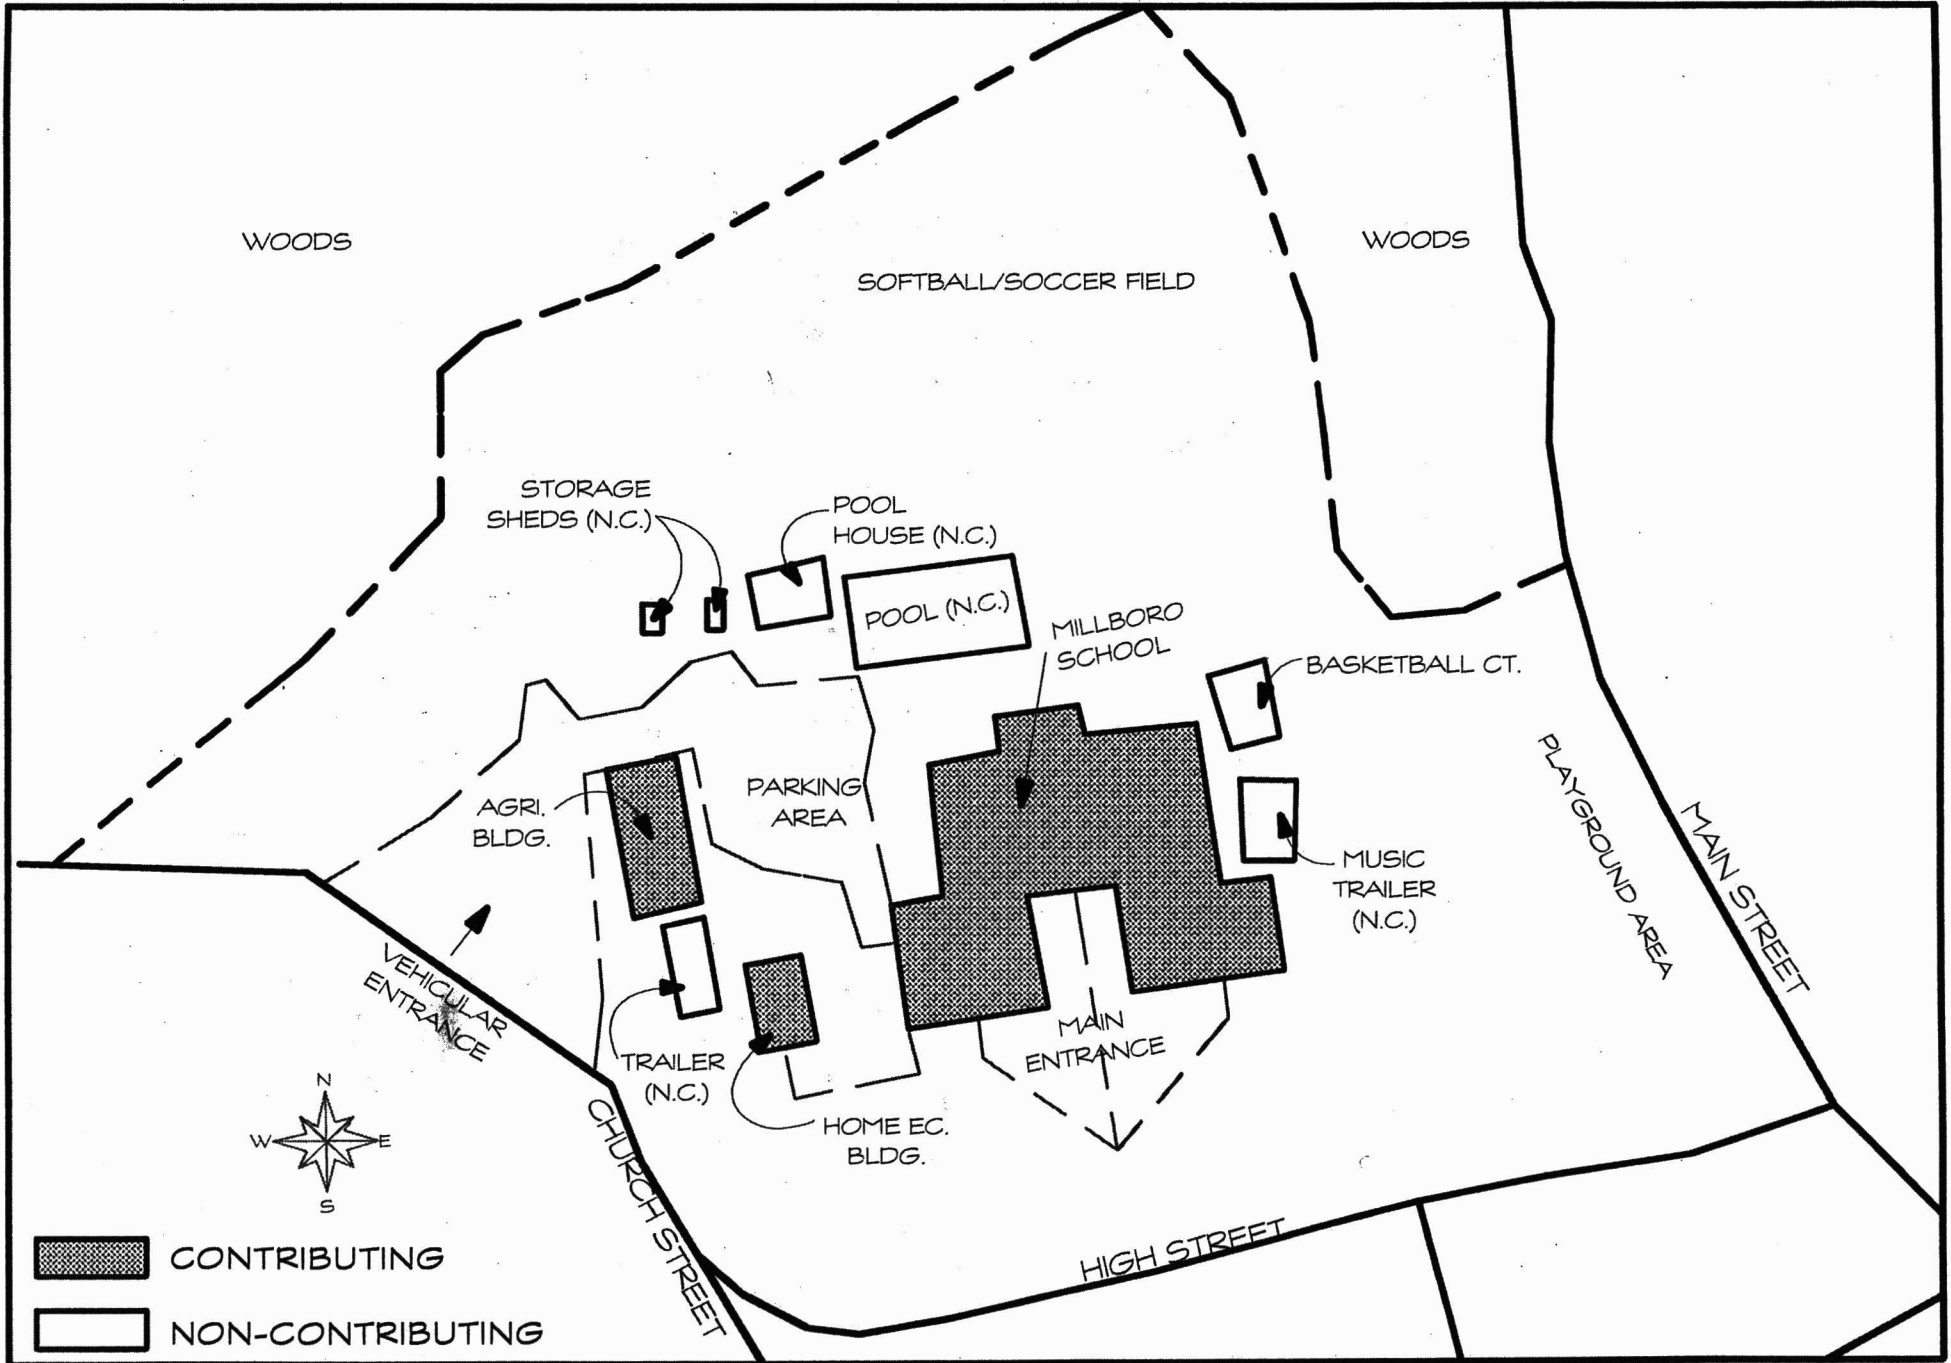 WOODS
WOODS
SOFTBALL/SOCCER FIELD
STORAGE
SHEDS (N.C.)
POOL
HOUSE (N.C.)
POOL (N.C.)
MILLBORO
SCHOOL
BASKETBALL CT.
AGRI.
BLDG.
PARKING
AREA
MUSIC
TRAILER
(N.C.)
PLAYGROUND AREA
MAIN STREET
VEHICULAR
ENTRANCE
TRAILER
(N.C.)
MAIN
ENTRANCE
HOME EC.
BLDG.
CHURCH STREET
HIGH STREET
N
W
E
S
CONTRIBUTING
NON-CONTRIBUTING